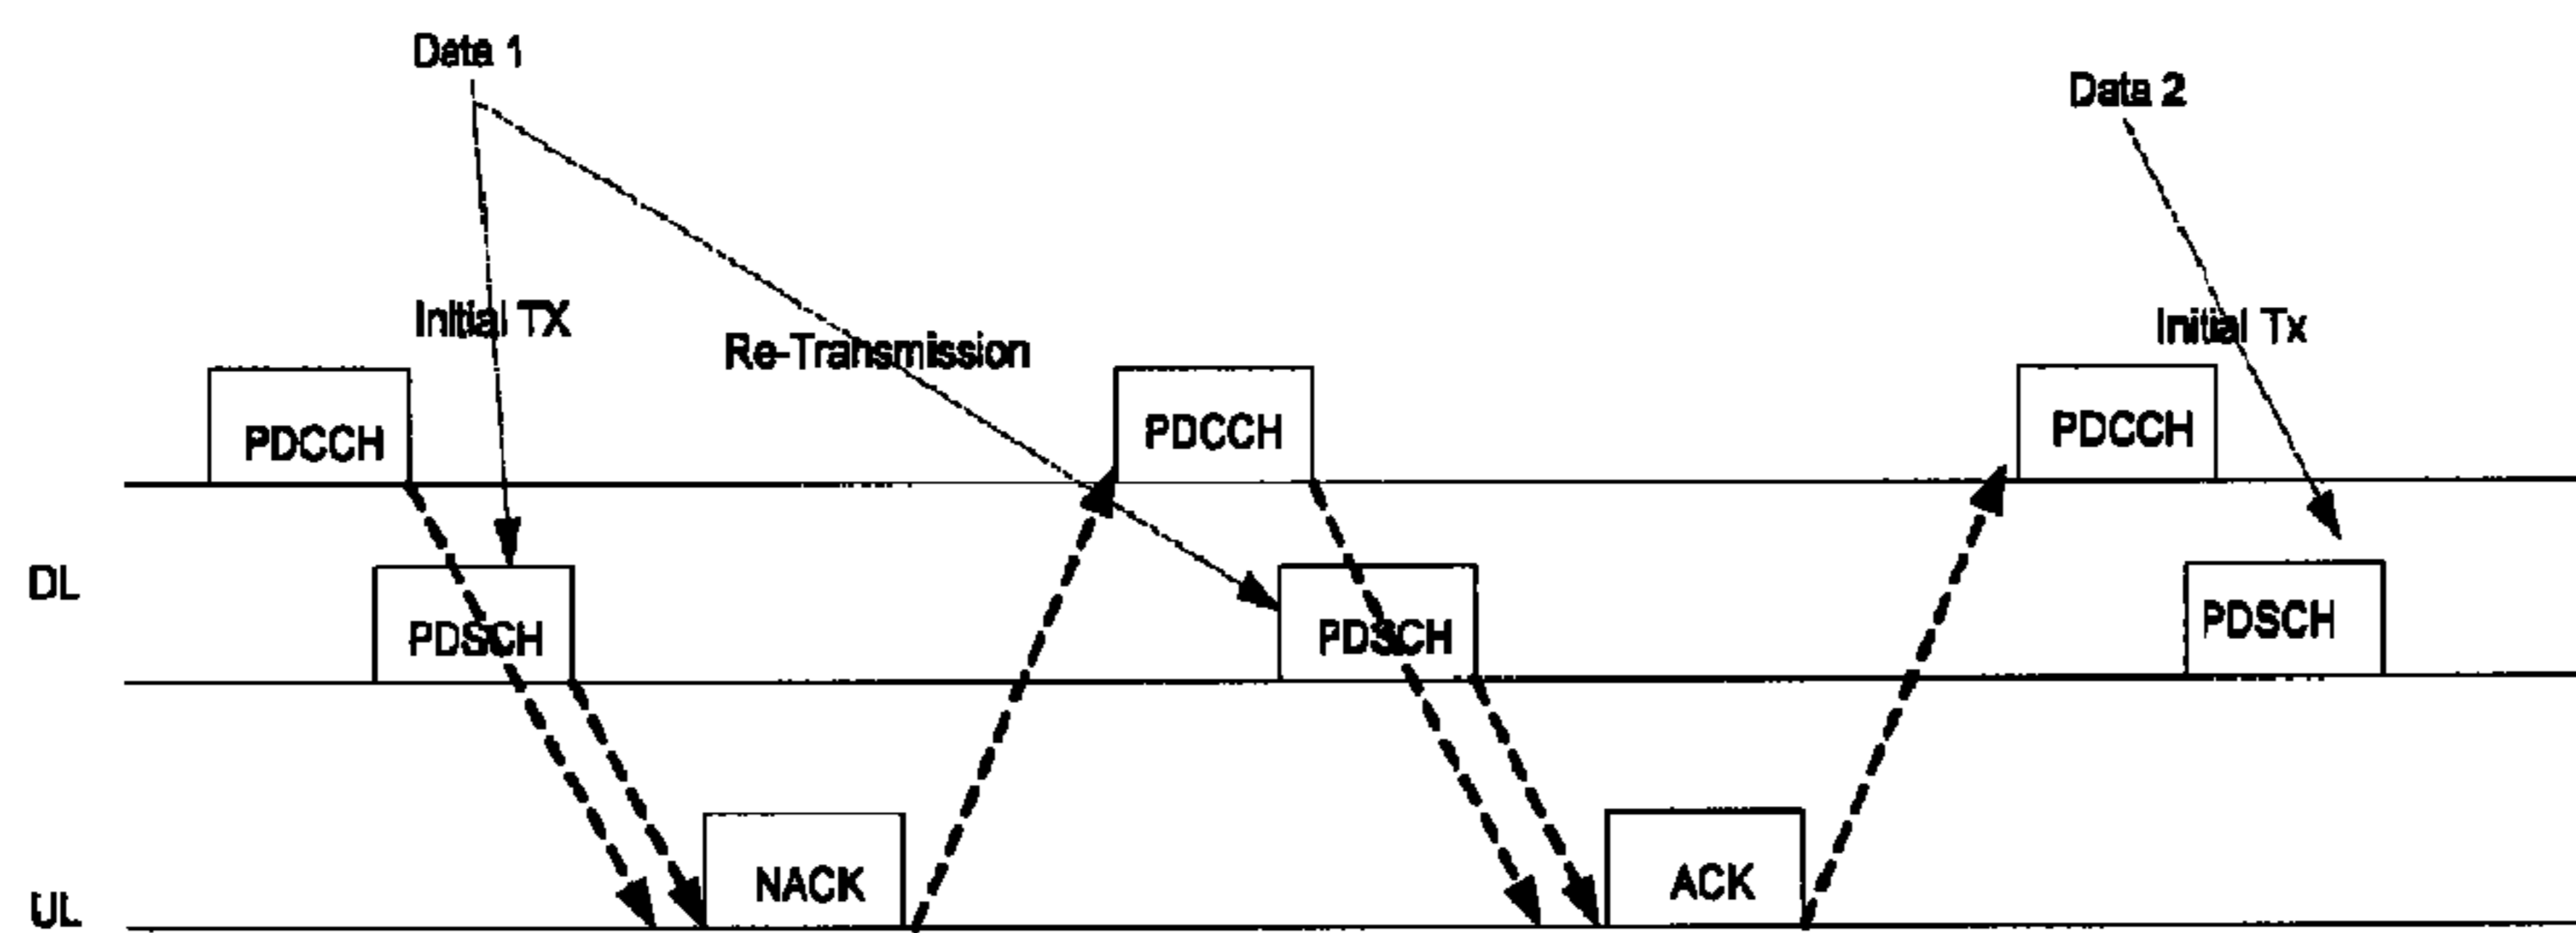 Data 1
Data 2
Initial TX
Re-Transmission
Initial Tx
PDCCH
PDCCH
PDCCH
DL
PDSCH
PDSCH
PDSCH
NACK
ACK
UL